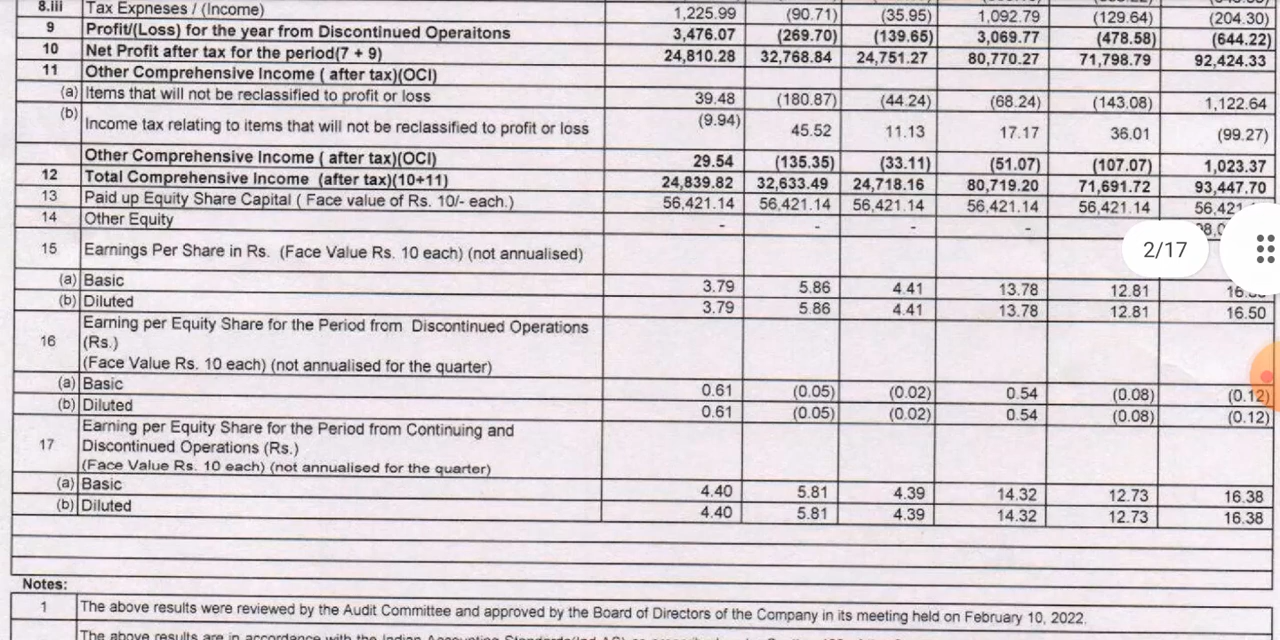 8.iii Tax Expneses / (Income) 1,225.99 (90.71) (35.95) 1,092.79 (129.64) (204.30)
9 Profit/(Loss) for the year from Discontinued Operaitons 3,476.07 (269.70) (139.65) 3,069.77 (478.58) (644.22)
10 Net Profit after tax for the period(7 + 9) 24,810.28 32,768.84 24,751.27 80,770.27 71,798.79 92,424.33
11 Other Comprehensive Income ( after tax)(OCI)
(a) Items that will not be reclassified to profit or loss 39.48 (180.87) (44.24) (68.24) (143.08) 1,122.64
(b) Income tax relating to items that will not be reclassified to profit or loss (9.94) 45.52 11.13 17.17 36.01 (99.27)
Other Comprehensive Income ( after tax)(OCI) 29.54 (135.35) (33.11) (51.07) (107.07) 1,023.37
12 Total Comprehensive Income (after tax)(10+11) 24,839.82 32,633.49 24,718.16 80,719.20 71,691.72 93,447.70
13 Paid up Equity Share Capital ( Face value of Rs. 10/- each.) 56,421.14 56,421.14 56,421.14 56,421.14 56,421.14 56,421
14 Other Equity - - - -
2/17
15 Earnings Per Share in Rs. (Face Value Rs. 10 each) (not annualised)
(a) Basic 3.79 5.86 4.41 13.78 12.81
(b) Diluted 3.79 5.86 4.41 13.78 12.81 16.50
16 Earning per Equity Share for the Period from Discontinued Operations
(Rs.)
(Face Value Rs. 10 each) (not annualised for the quarter)
(a) Basic 0.61 (0.05) (0.02) 0.54 (0.08) (0.12)
(b) Diluted 0.61 (0.05) (0.02) 0.54 (0.08) (0.12)
17 Earning per Equity Share for the Period from Continuing and
Discontinued Operations (Rs.)
(Face Value Rs. 10 each) (not annualised for the quarter)
(a) Basic 4.40 5.81 4.39 14.32 12.73 16.38
(b) Diluted 4.40 5.81 4.39 14.32 12.73 16.38
Notes:
1 The above results were reviewed by the Audit Committee and approved by the Board of Directors of the Company in its meeting held on February 10, 2022.
The above results are in accordance with the Indian Accounting